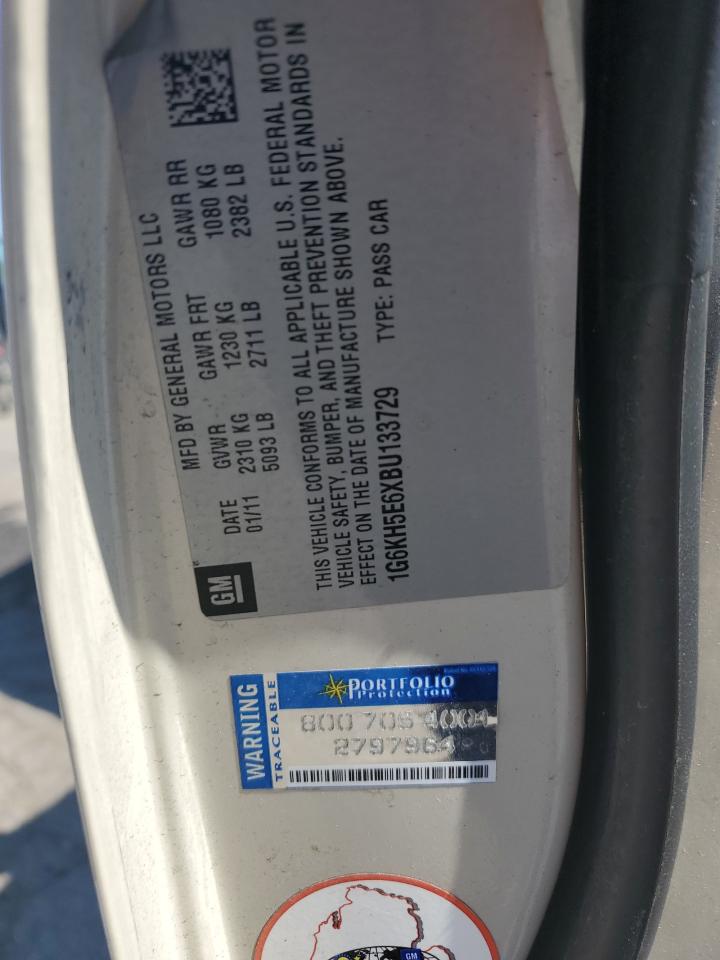 GM
MFD BY GENERAL MOTORS LLC
DATE GVWR GAWR FRT GAWR RR
01/11 2310 KG 1230 KG 1080 KG
5093 LB 2711 LB 2382 LB
THIS VEHICLE CONFORMS TO ALL APPLICABLE U.S. FEDERAL MOTOR
VEHICLE SAFETY, BUMPER, AND THEFT PREVENTION STANDARDS IN
EFFECT ON THE DATE OF MANUFACTURE SHOWN ABOVE.
1G6KH5E6XBU133729 TYPE: PASS CAR
WARNING
TRACEABLE
PORTFOLIO
Protection
800 705 4001
2797964
GM